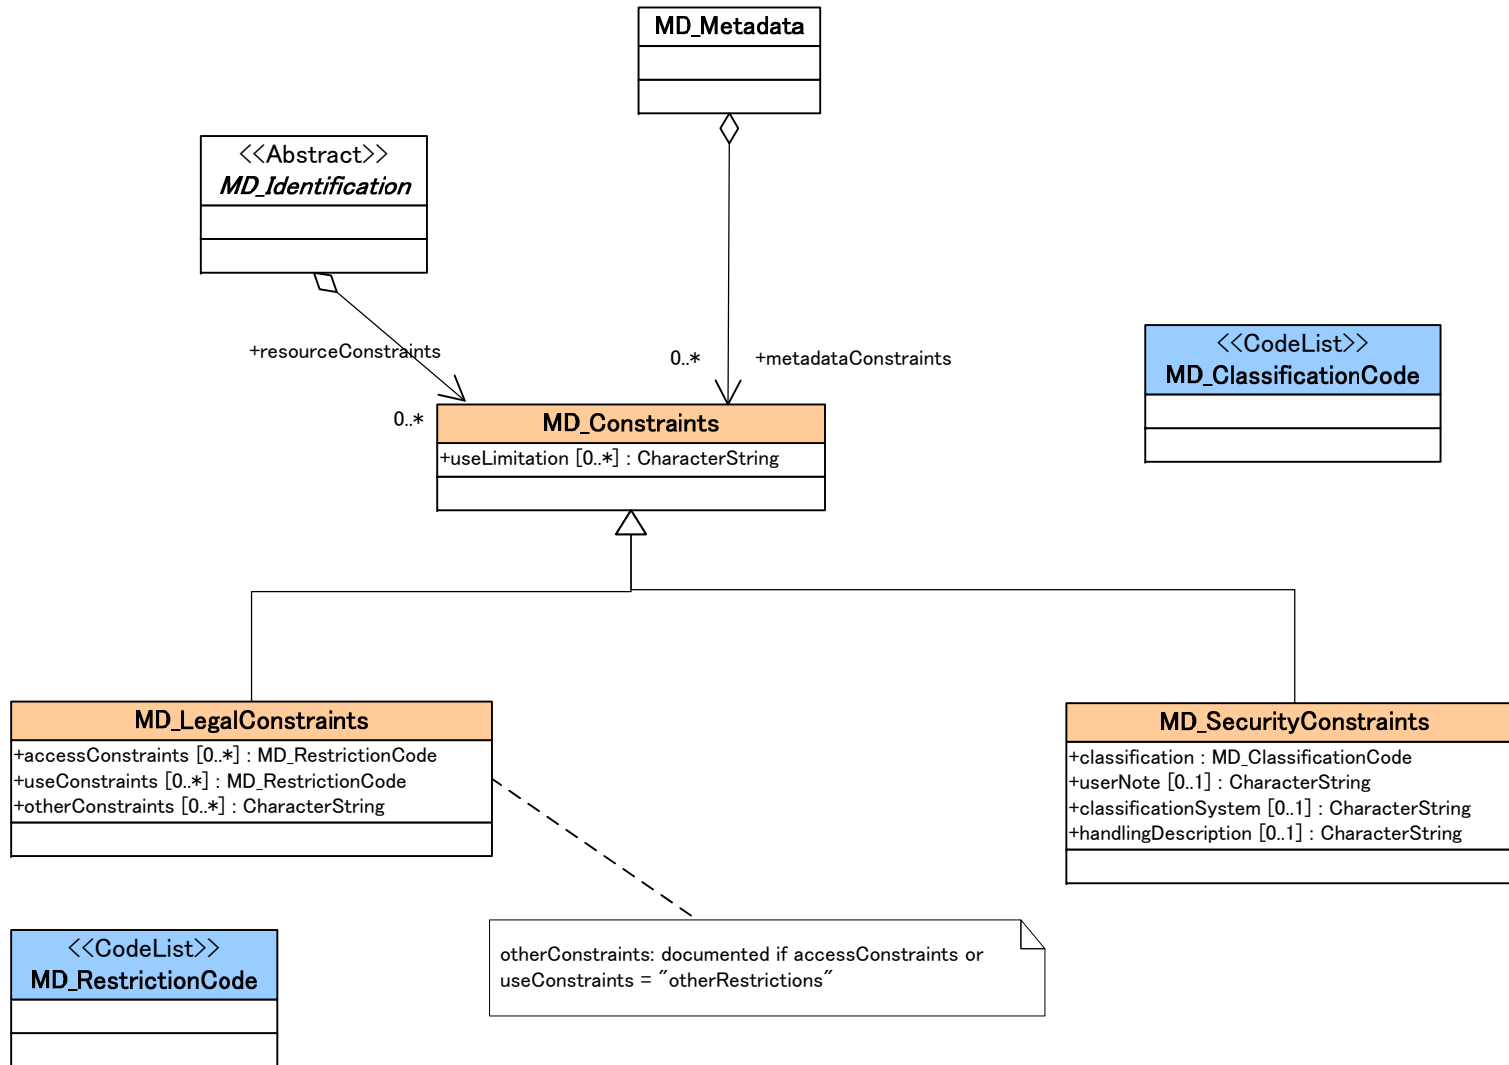 MD_Metadata
<<Abstract>>
MD_Identification
+resourceConstraints
0..*
0..*
+metadataConstraints
<<CodeList>>
MD_ClassificationCode
MD_Constraints
+useLimitation [0..*] : CharacterString
MD_LegalConstraints
+accessConstraints [0..*] : MD_RestrictionCode
+useConstraints [0..*] : MD_RestrictionCode
+otherConstraints [0..*] : CharacterString
MD_SecurityConstraints
+classification : MD_ClassificationCode
+userNote [0..1] : CharacterString
+classificationSystem [0..1] : CharacterString
+handlingDescription [0..1] : CharacterString
<<CodeList>>
MD_RestrictionCode
otherConstraints: documented if accessConstraints or
useConstraints = "otherRestrictions"